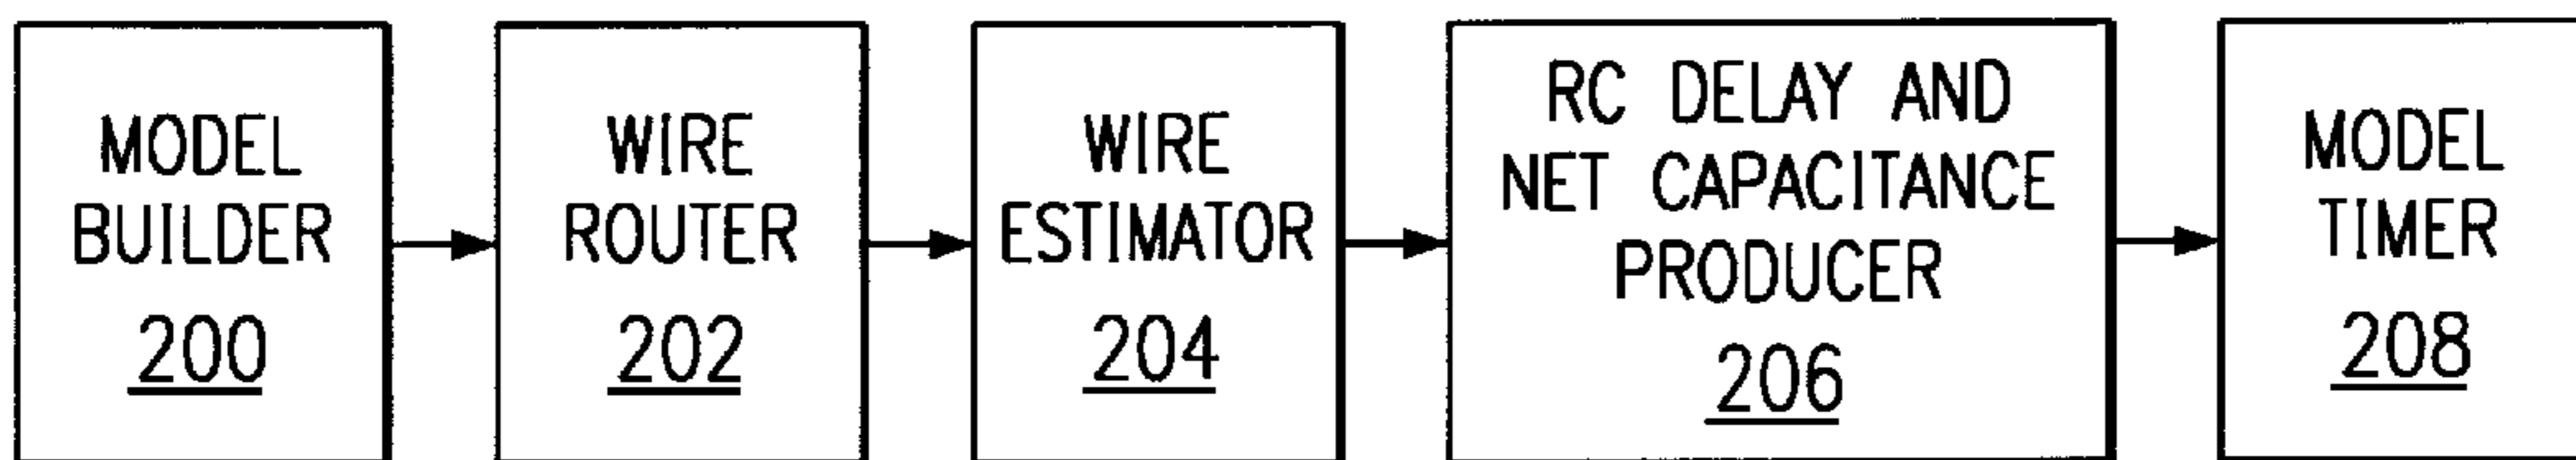 MODEL
BUILDER
200
WIRE
ROUTER
202
WIRE
ESTIMATOR
204
RC DELAY AND
NET CAPACITANCE
PRODUCER
206
MODEL
TIMER
208